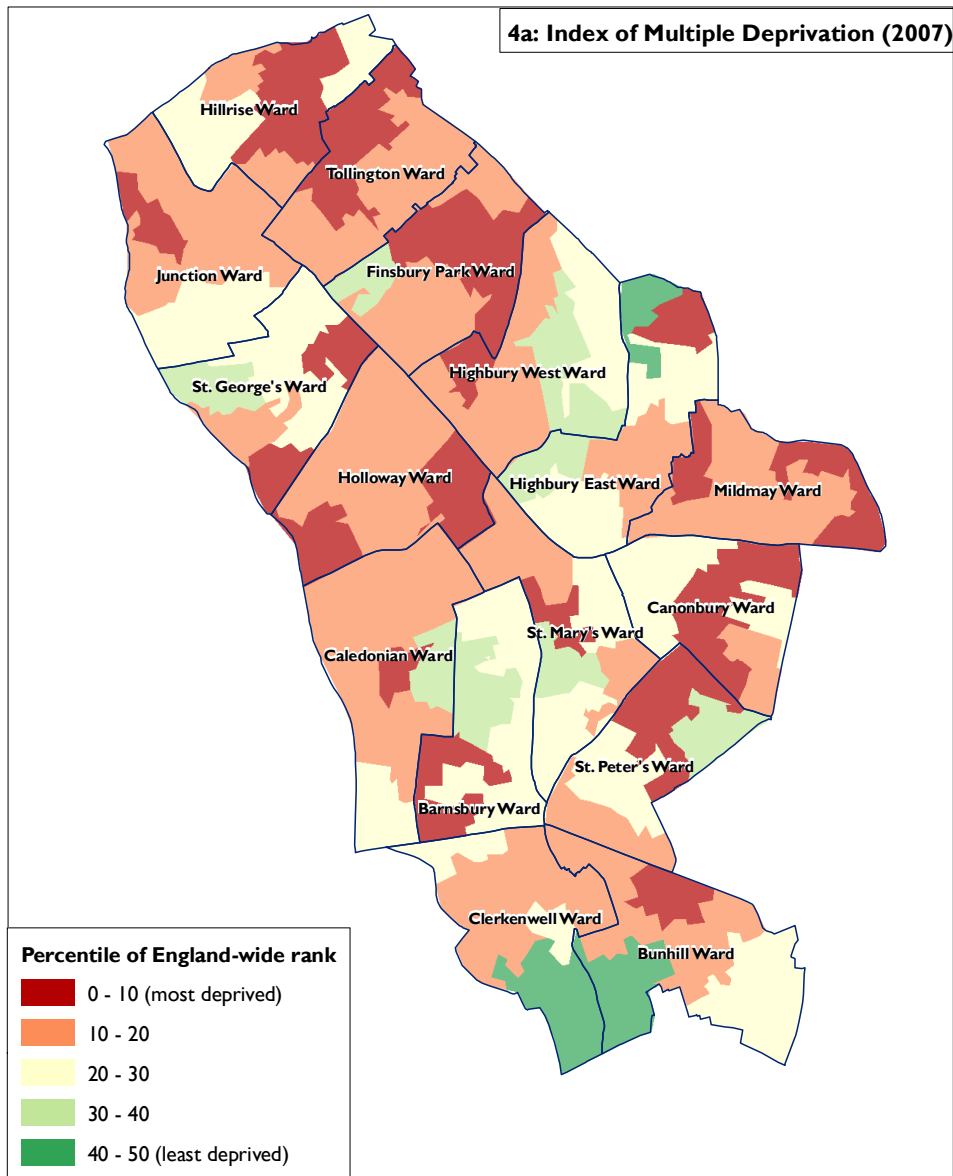 4a: Index of Multiple Deprivation (2007)
Hillrise Ward
Tollington Ward
Junction Ward
Finsbury Park Ward
St. George's Ward
Highbury West Ward
Holloway Ward
Highbury East Ward
Mildmay Ward
Canonbury Ward
St. Mary's Ward
Caledonian Ward
St. Peter's Ward
Barnsbury Ward
Clerkenwell Ward
Bunhill Ward
Percentile of England-wide rank
0 - 10 (most deprived)
10 - 20
20 - 30
30 - 40
40 - 50 (least deprived)